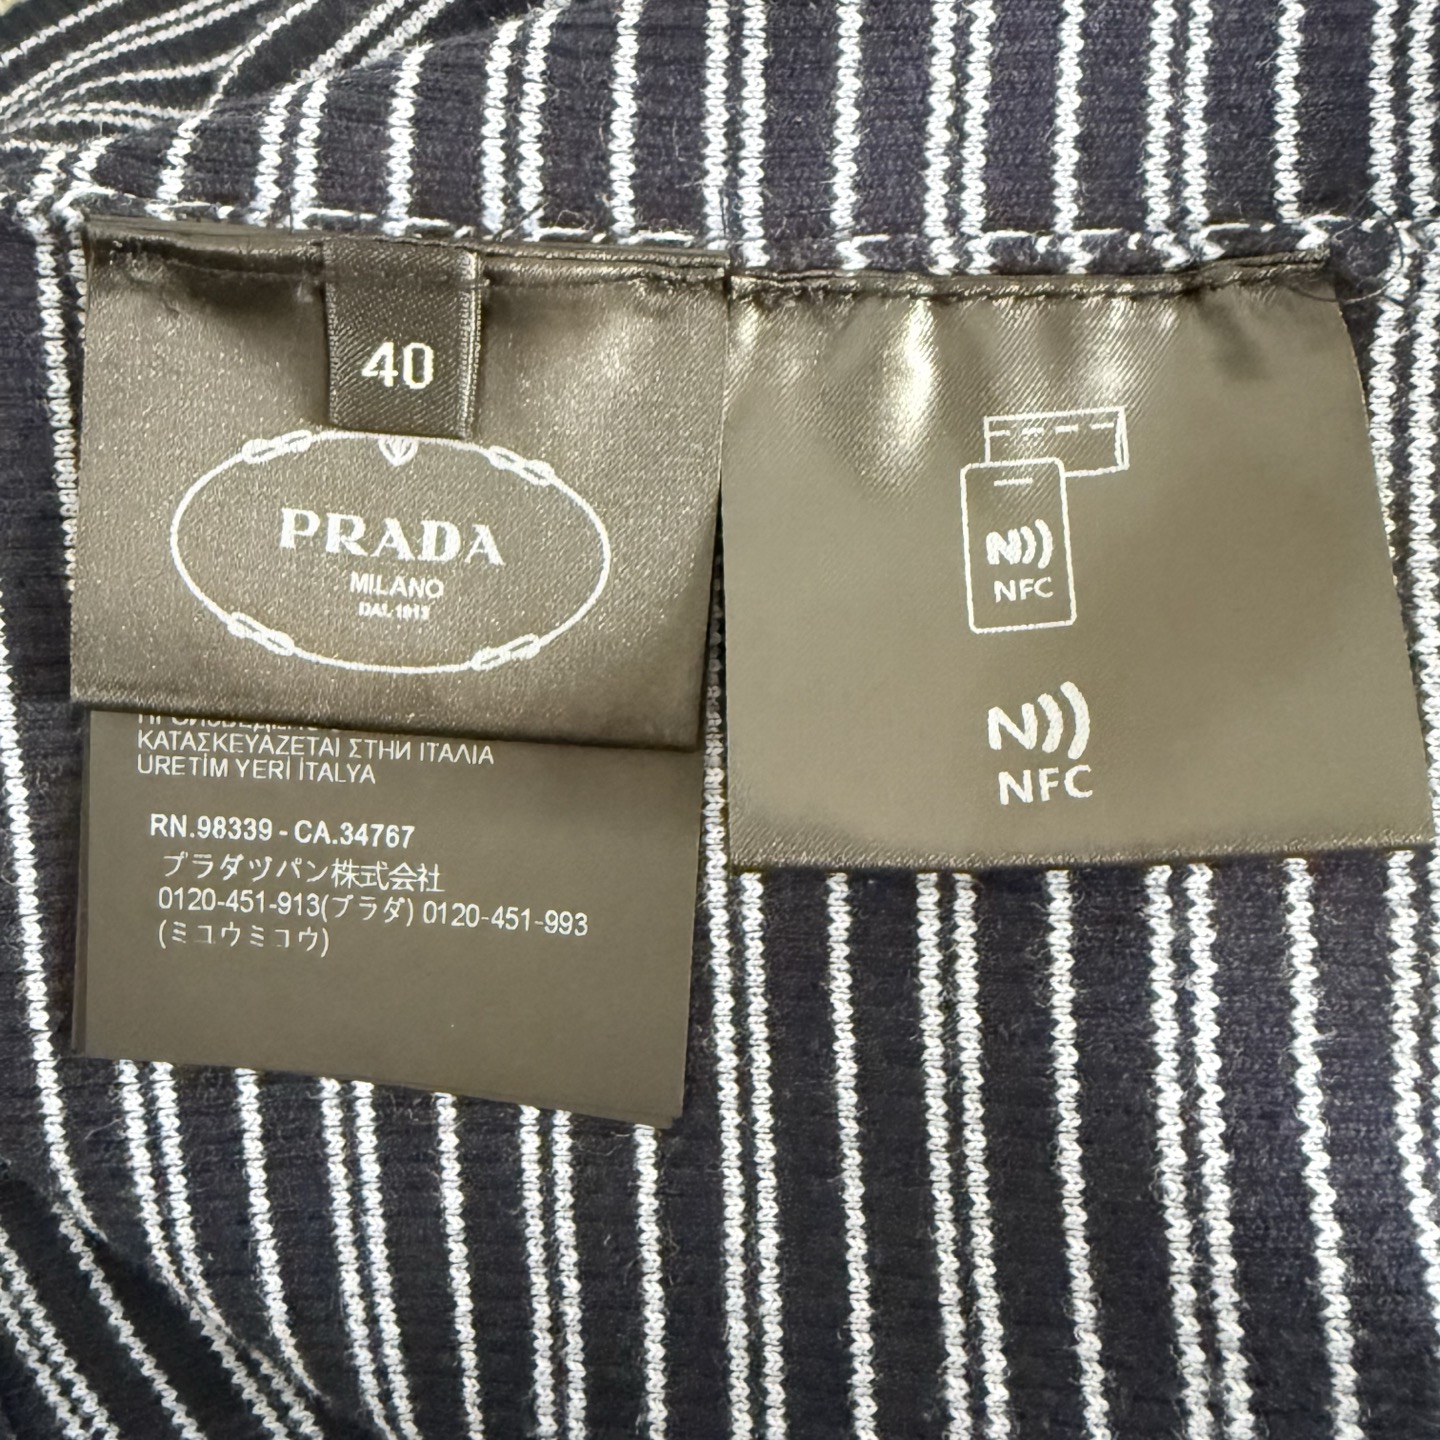 40
PRADA
MILANO
DAL 1913
ΚΑΤΑΣΚΕΥΑΖΕΤΑΙ ΣΤΗΝ ΙΤΑΛΙΑ
URETİM YERİ İTALYA
RN.98339 - CA.34767
プラダジャパン株式会社
0120-451-913(プラダ) 0120-451-993
(ミュウミュウ)
N
NFC
N
NFC